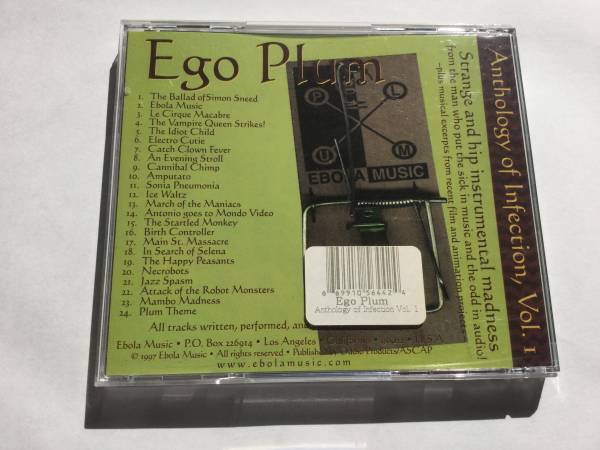 Ego Plum
1. The Ballad of Simon Sneed
2. Ebola Music
3. Le Cirque Macabre
4. The Vampire Queen Strikes!
5. The Idiot Child
6. Electro Cutie
7. Catch Clown Fever
8. An Evening Stroll
9. Cannibal Chimp
10. Amputato
11. Sonia Pneumonia
12. Ice Waltz
13. March of the Maniacs
14. Antonio goes to Mondo Video
15. The Startled Monkey
16. Birth Controller
17. Main St. Massacre
18. In Search of Selena
19. The Happy Peasants
20. Necrobots
21. Jazz Spasm
22. Attack of the Robot Monsters
23. Mambo Madness
24. Plum Theme
All tracks written, performed, and
Ebola Music • P.O. Box 226914 • Los Angeles • California
© 1997 Ebola Music • All rights reserved • Published by Products/ASCAP
www.ebolamusic.com
P L
U M
EBOLA MUSIC
89910 56442 4
Ego Plum
Anthology of Infection Vol. 1
Anthology of Infection, Vol. 1
Strange and hip instrumental madness
from the man who put the sick in music and the odd in audio!
~plus musical excerpts from recent film and animation projects~